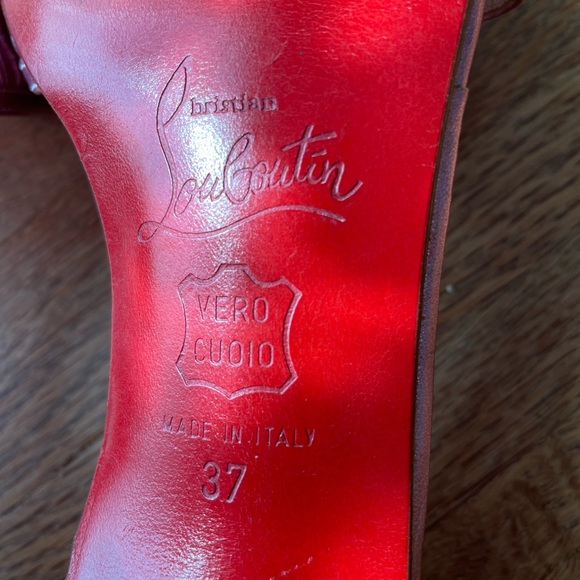 Christian
Louboutin
VERO
CUOIO
MADE IN ITALY
37